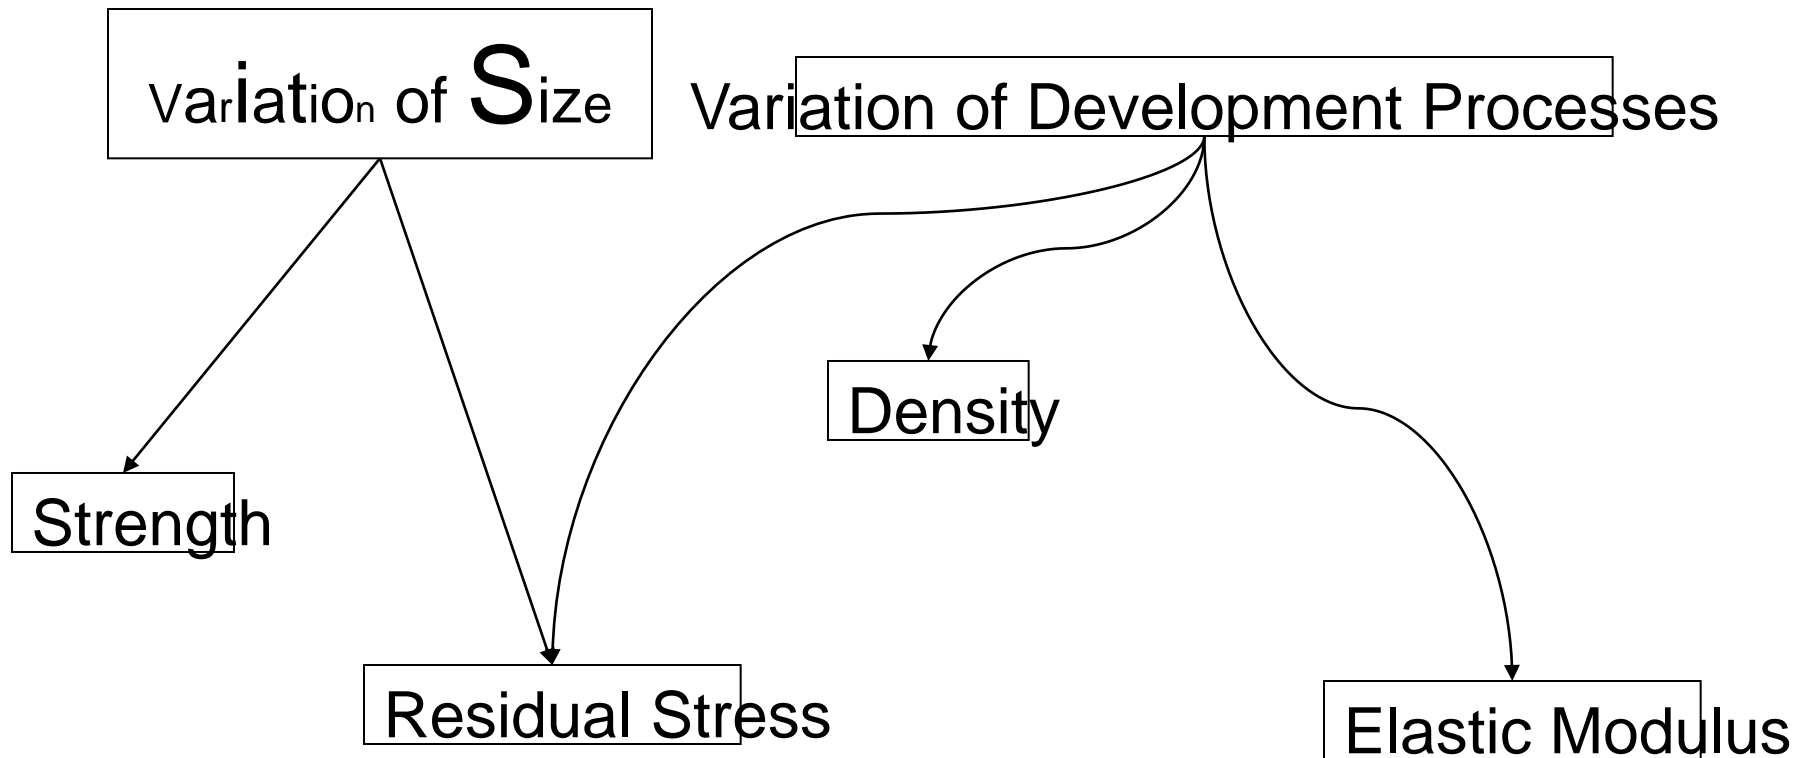 Variation of Size
Variation of Development Processes
Density
Strength
Residual Stress
Elastic Modulus